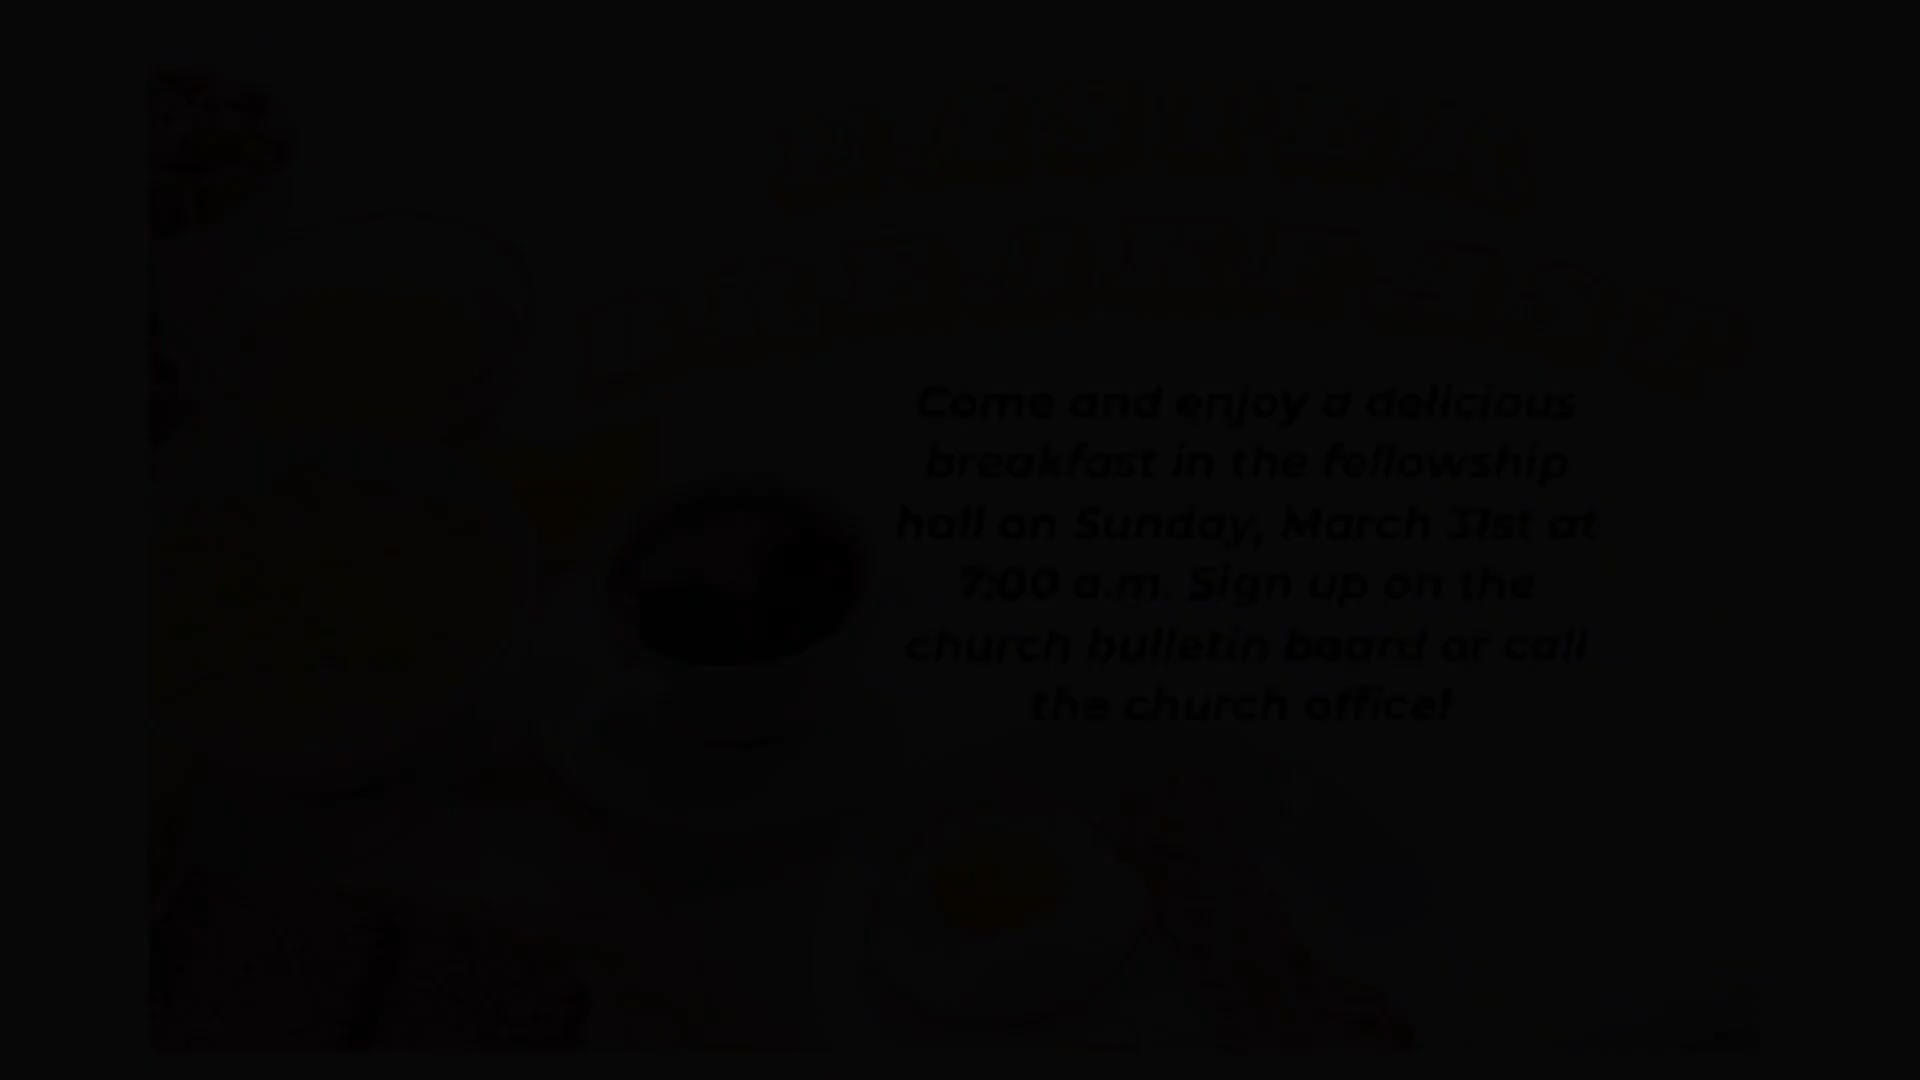 Come and enjoy a delicious
breakfast in the fellowship
hall on Sunday, March 31st at
7:00 a.m. Sign up on the
church bulletin board or call
the church office!